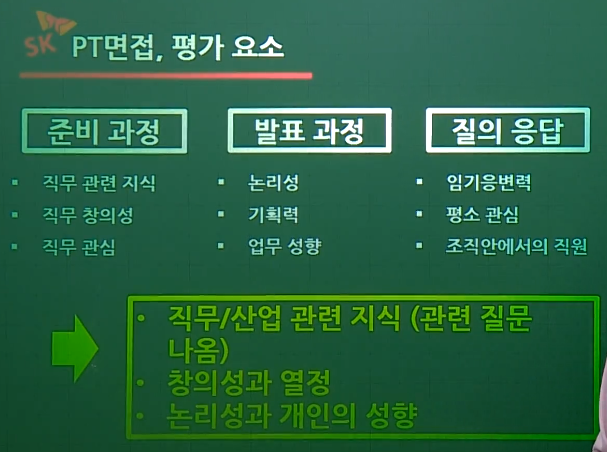 SK PT면접, 평가 요소
준비 과정
직무 관련 지식
직무 창의성
직무 관심
발표 과정
논리성
기획력
업무 성향
질의 응답
임기응변력
평소 관심
조직안에서의 직원
직무/산업 관련 지식 (관련 질문
나옴)
창의성과 열정
논리성과 개인의 성향